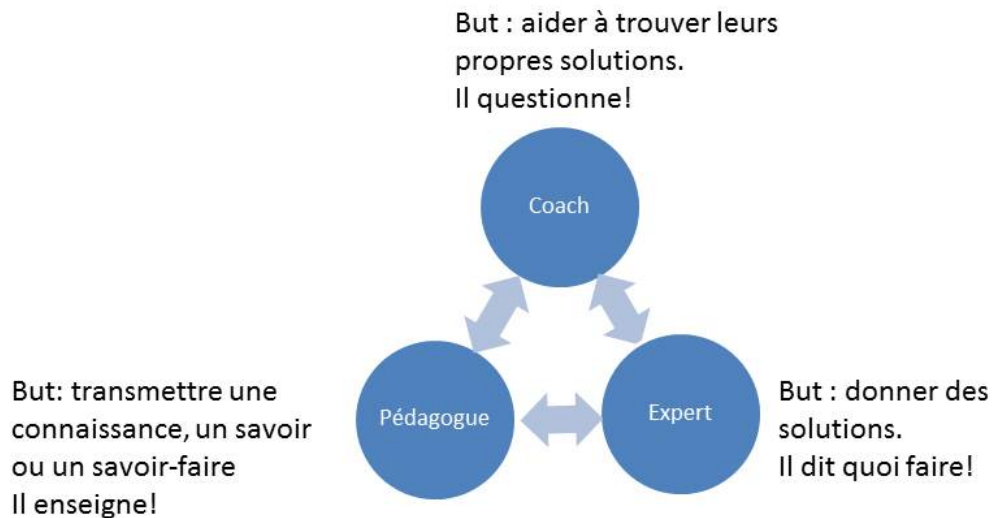 But : aider à trouver leurs
propres solutions.
Il questionne!
Coach
But: transmettre une
connaissance, un savoir
ou un savoir-faire
Il enseigne!
Pédagogue
Expert
But : donner des
solutions.
Il dit quoi faire!